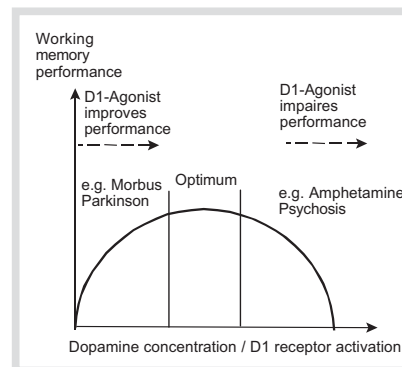 Working
memory
performance
D1-Agonist
improves
performance
D1-Agonist
impaires
performance
e.g. Morbus
Parkinson
Optimum
e.g. Amphetamine
Psychosis
Dopamine concentration / D1 receptor activation